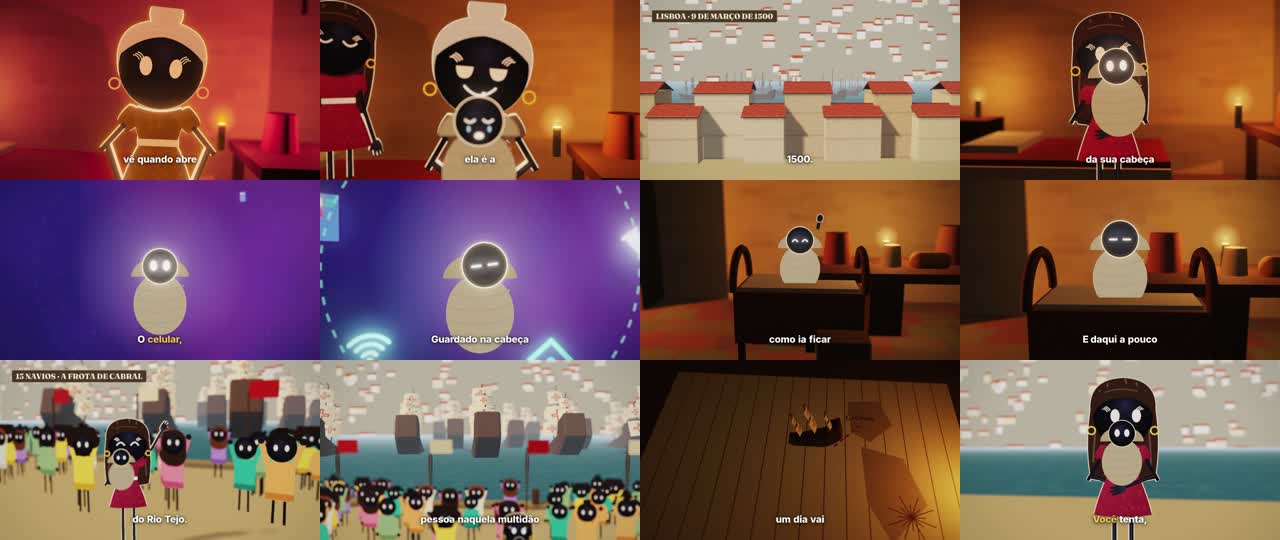 vê quando abre
ela é a
LISBOA · 9 DE MARÇO DE 1500
1500.
da sua cabeça
O celular,
Guardado na cabeça
como ia ficar
E daqui a pouco
13 NAVIOS · A FROTA DE CABRAL
do Rio Tejo.
pessoa naquela multidão
um dia vai
Você tenta,